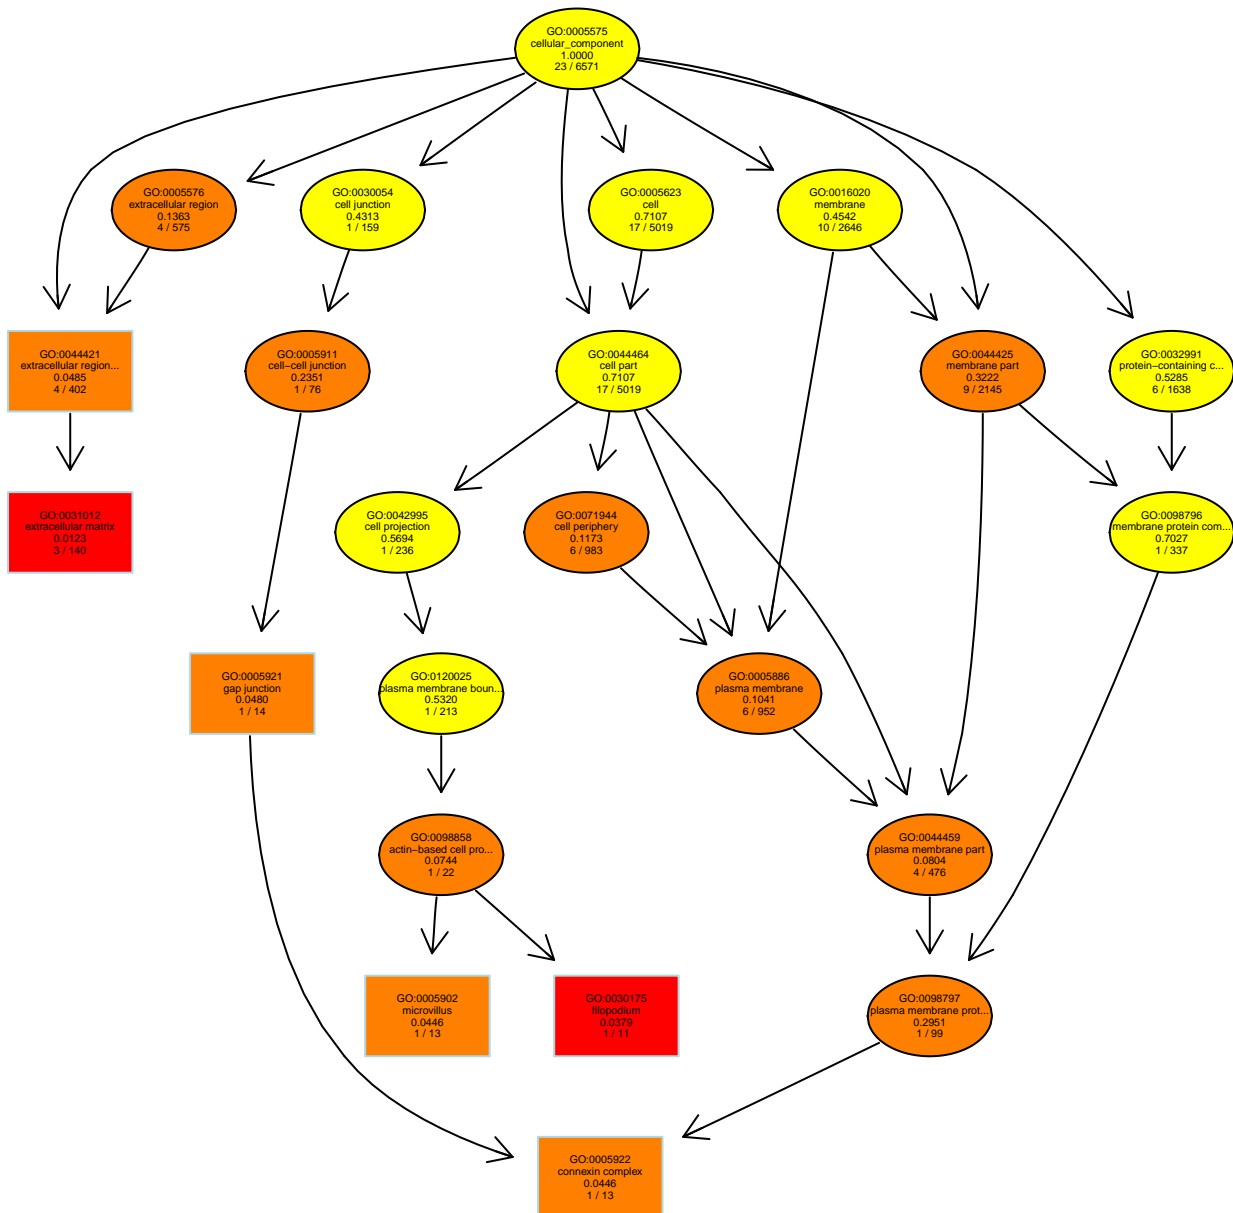 GO:0005575
cellular_component
1.0000
23 / 6571
GO:0005576
extracellular region
0.1363
4 / 575
GO:0030054
cell junction
0.4313
1 / 159
GO:0005623
cell
0.7107
17 / 5019
GO:0016020
membrane
0.4542
10 / 2646
GO:0044421
extracellular region...
0.0485
4 / 402
GO:0005911
cell−cell junction
0.2351
1 / 76
GO:0044464
cell part
0.7107
17 / 5019
GO:0044425
membrane part
0.3222
9 / 2145
GO:0032991
protein−containing c...
0.5285
6 / 1638
GO:0031012
extracellular matrix
0.0123
3 / 140
GO:0042995
cell projection
0.5694
1 / 236
GO:0071944
cell periphery
0.1173
6 / 983
GO:0098796
membrane protein com...
0.7027
1 / 337
GO:0005921
gap junction
0.0480
1 / 14
GO:0120025
plasma membrane boun...
0.5320
1 / 213
GO:0005886
plasma membrane
0.1041
6 / 952
GO:0098858
actin−based cell pro...
0.0744
1 / 22
GO:0044459
plasma membrane part
0.0804
4 / 476
GO:0005902
microvillus
0.0446
1 / 13
GO:0030175
filopodium
0.0379
1 / 11
GO:0098797
plasma membrane prot...
0.2951
1 / 99
GO:0005922
connexin complex
0.0446
1 / 13